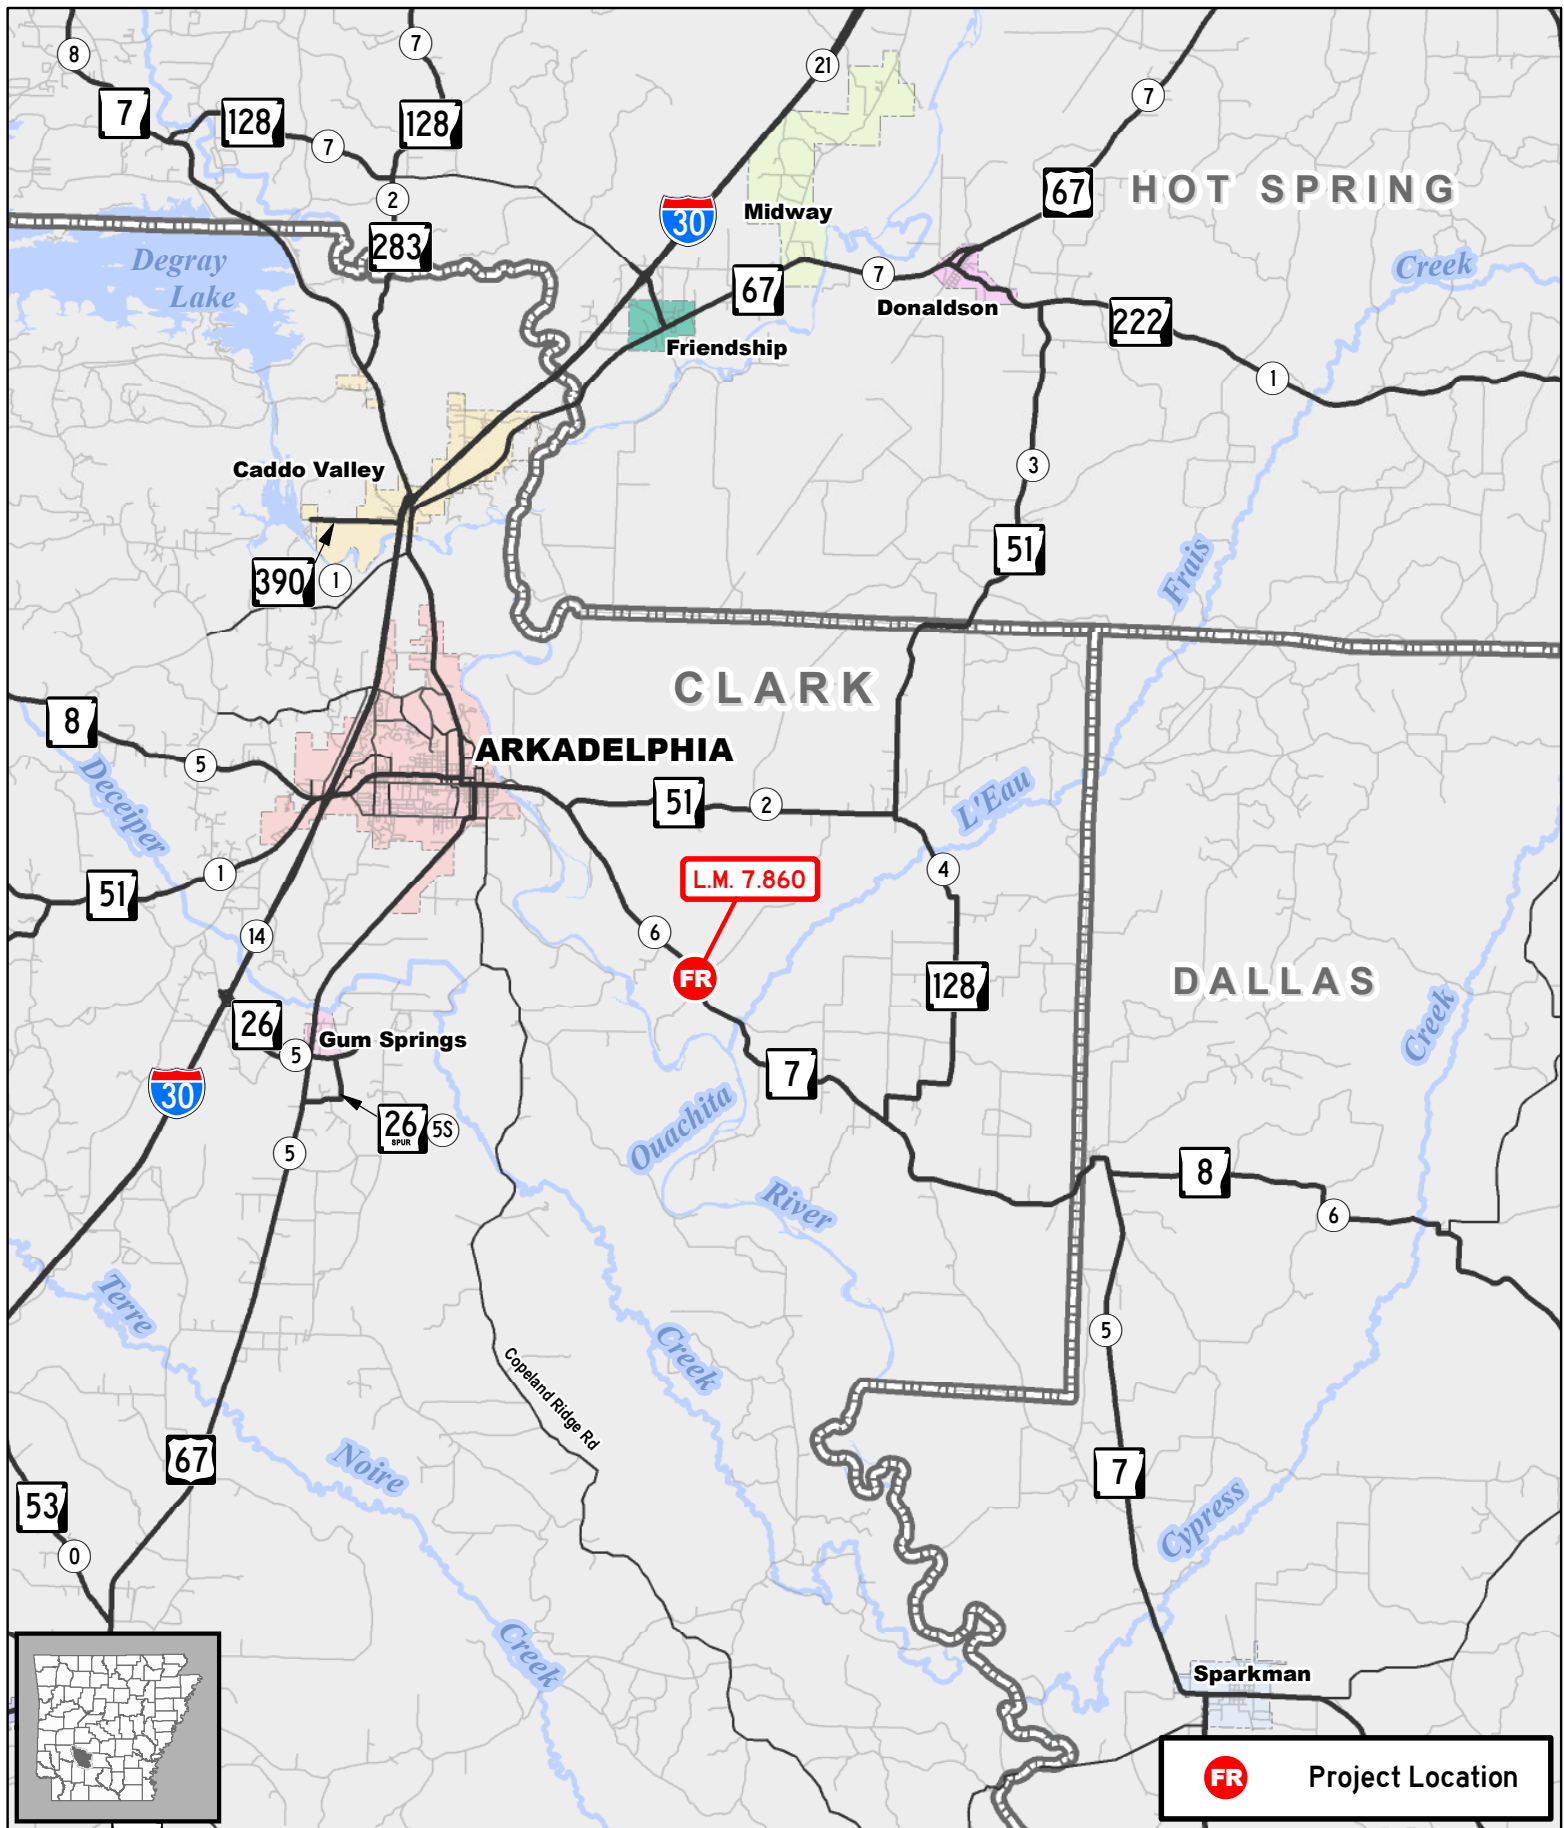 8
7
21
7
7
128
7
128
67
HOT SPRING
2
30
Midway
283
Degray
Lake
67
7
Donaldson
222
Creek
Friendship
1
Caddo Valley
3
51
390
1
Frais
CLARK
8
5
ARKADELPHIA
Deceiper
51
2
L'Eau
51
1
L.M. 7.860
4
14
6
FR
128
DALLAS
26
5
Gum Springs
Creek
30
7
26
SPUR
5S
Ouachita
5
8
River
6
Terre
Creek
5
Copeland Ridge Rd
67
Noire
7
53
Cypress
0
Creek
Sparkman
FR
Project Location